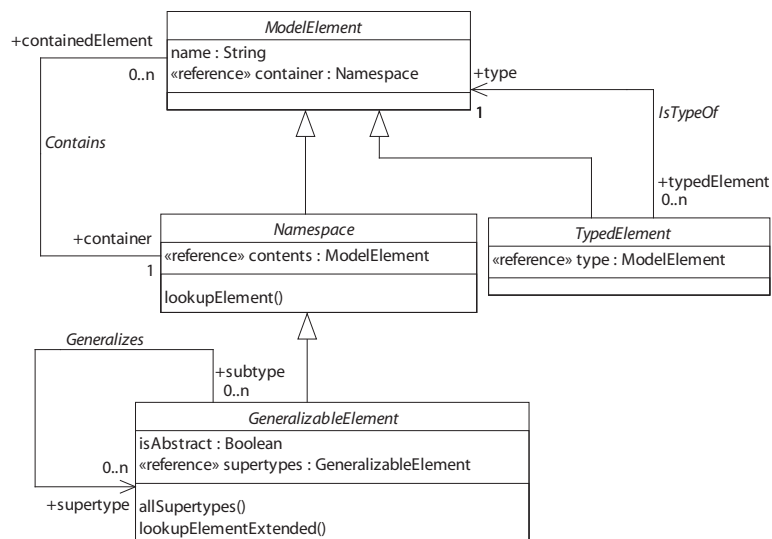 ModelElement
+containedElement
name : String
0..n
«reference» container : Namespace
+type
1
IsTypeOf
Contains
+typedElement
0..n
+container
1
Namespace
«reference» contents : ModelElement
lookupElement()
TypedElement
«reference» type : ModelElement
Generalizes
+subtype
0..n
GeneralizableElement
isAbstract : Boolean
«reference» supertypes : GeneralizableElement
0..n
+supertype
allSupertypes()
lookupElementExtended()